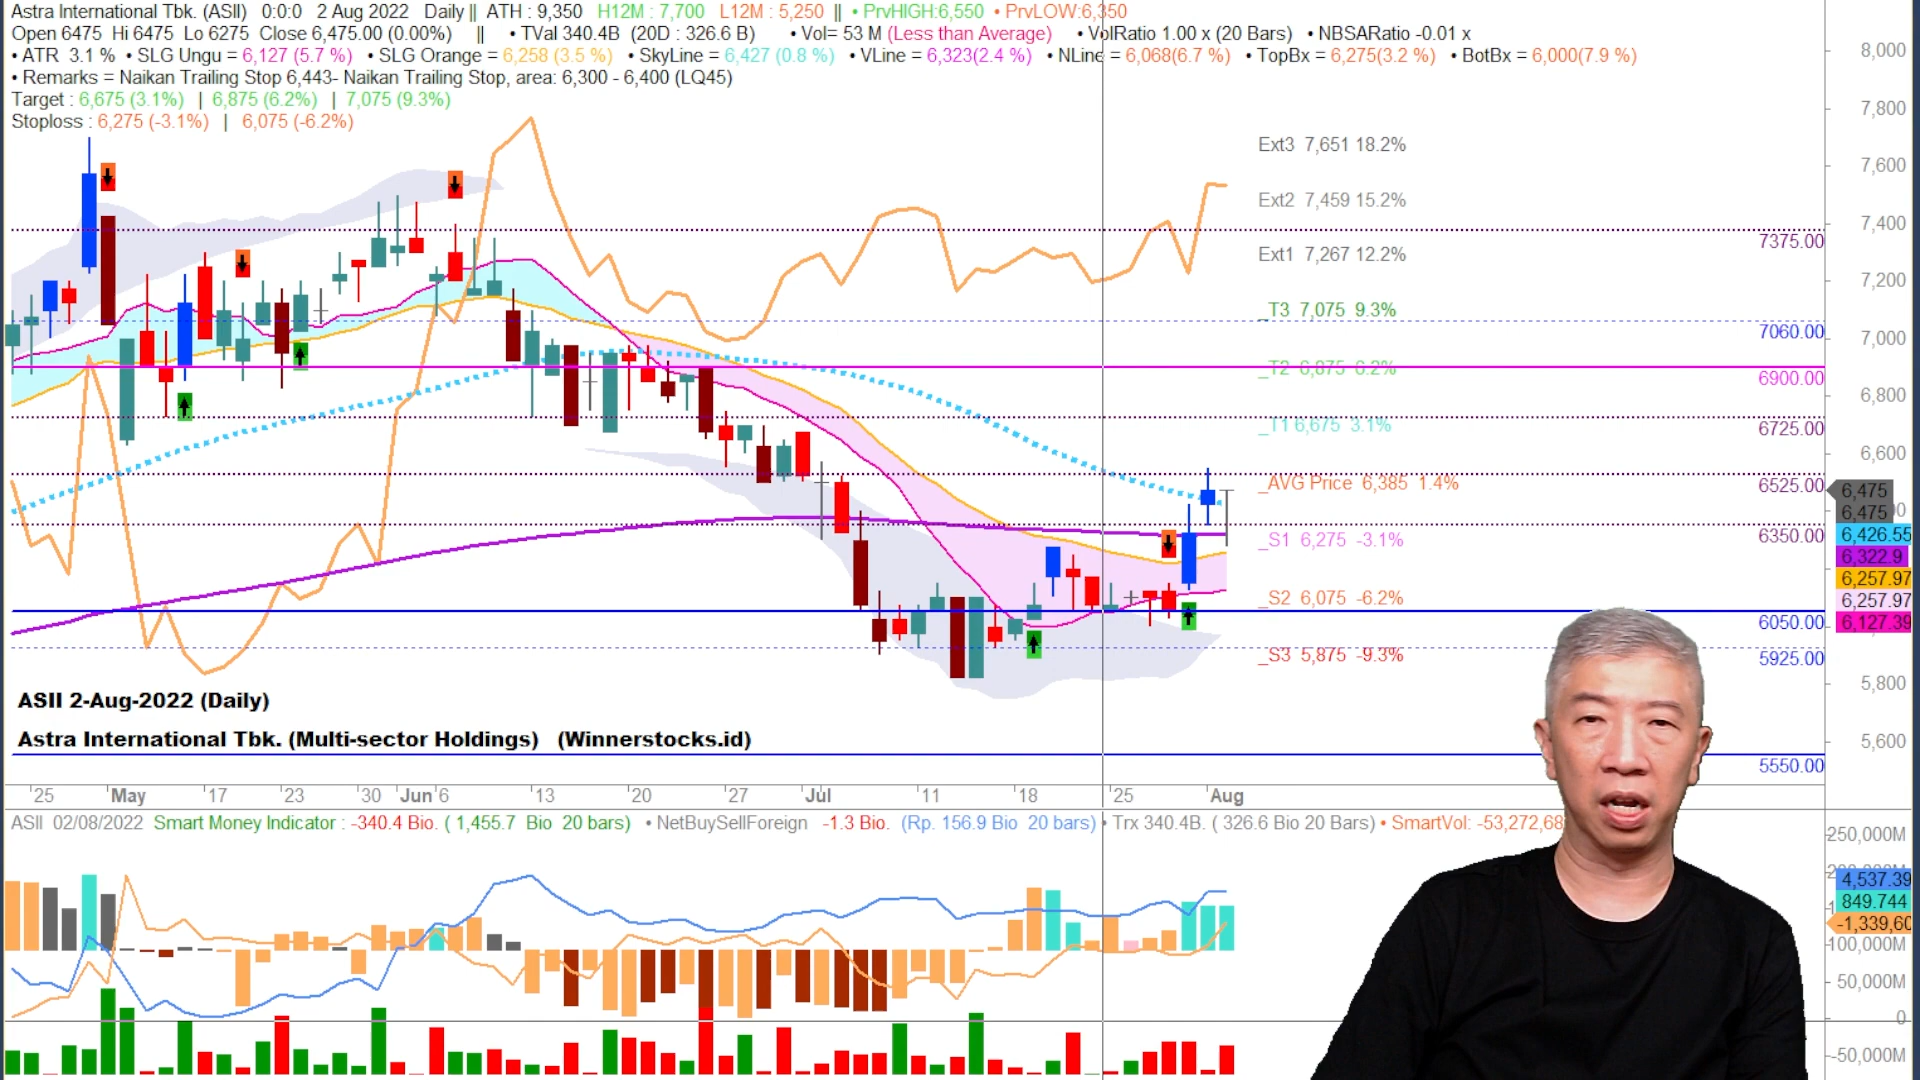 Astra International Tbk. (ASII)   0:0:0   2 Aug 2022   Daily || ATH : 9,350   H12M : 7,700   L12M : 5,250   || • PrvHIGH:6,550 • PrvLOW:6,350
Open 6475  Hi 6475  Lo 6275  Close 6,475.00 (0.00%)   ||   • TVal 340.4B  (20D : 326.6 B)   • Vol= 53 M (Less than Average)   • VolRatio 1.00 x (20 Bars)  • NBSARatio -0.01 x
• ATR  3.1 %  • SLG Ungu = 6,127 (5.7 %)  • SLG Orange = 6,258 (3.5 %)  • SkyLine = 6,427 (0.8 %)  • VLine = 6,323(2.4 %)  • NLine = 6,068(6.7 %)  • TopBx = 6,275(3.2 %)  • BotBx = 6,000(7.9 %)
• Remarks = Naikan Trailing Stop 6,443- Naikan Trailing Stop, area: 6,300 - 6,400 (LQ45)
Target : 6,675 (3.1%)  | 6,875 (6.2%)  | 7,075 (9.3%)
Stoploss : 6,275 (-3.1%)  |  6,075 (-6.2%)
8,000
7,800
7,600
7,400
7,200
7,000
6,800
6,600
5,800
5,600
Ext3  7,651 18.2%
Ext2  7,459 15.2%
Ext1  7,267 12.2%
_T3  7,075  9.3%
_T2  6,875  6.2%
_T1 6,675  3.1%
_AVG Price  6,385  1.4%
_S1  6,275  -3.1%
_S2  6,075  -6.2%
_S3  5,875  -9.3%
7375.00
7060.00
6900.00
6725.00
6525.00
6350.00
6050.00
5925.00
5550.00
6,475
6,475
6,426.55
6,322.9
6,257.97
6,257.97
6,127.39
ASII 2-Aug-2022 (Daily)
Astra International Tbk. (Multi-sector Holdings)   (Winnerstocks.id)
25 May 17 23 30 Jun 6 13 20 27 Jul 11 18 25 Aug
ASII  02/08/2022  Smart Money Indicator : -340.4 Bio. ( 1,455.7  Bio  20 bars)  • NetBuySellForeign  -1.3 Bio.  (Rp. 156.9 Bio  20 bars) • Trx 340.4B. ( 326.6 Bio 20 Bars) • SmartVol: -53,272,68
250,000M
4,537.39
849.744
-1,339,60
100,000M
50,000M
0
-50,000M